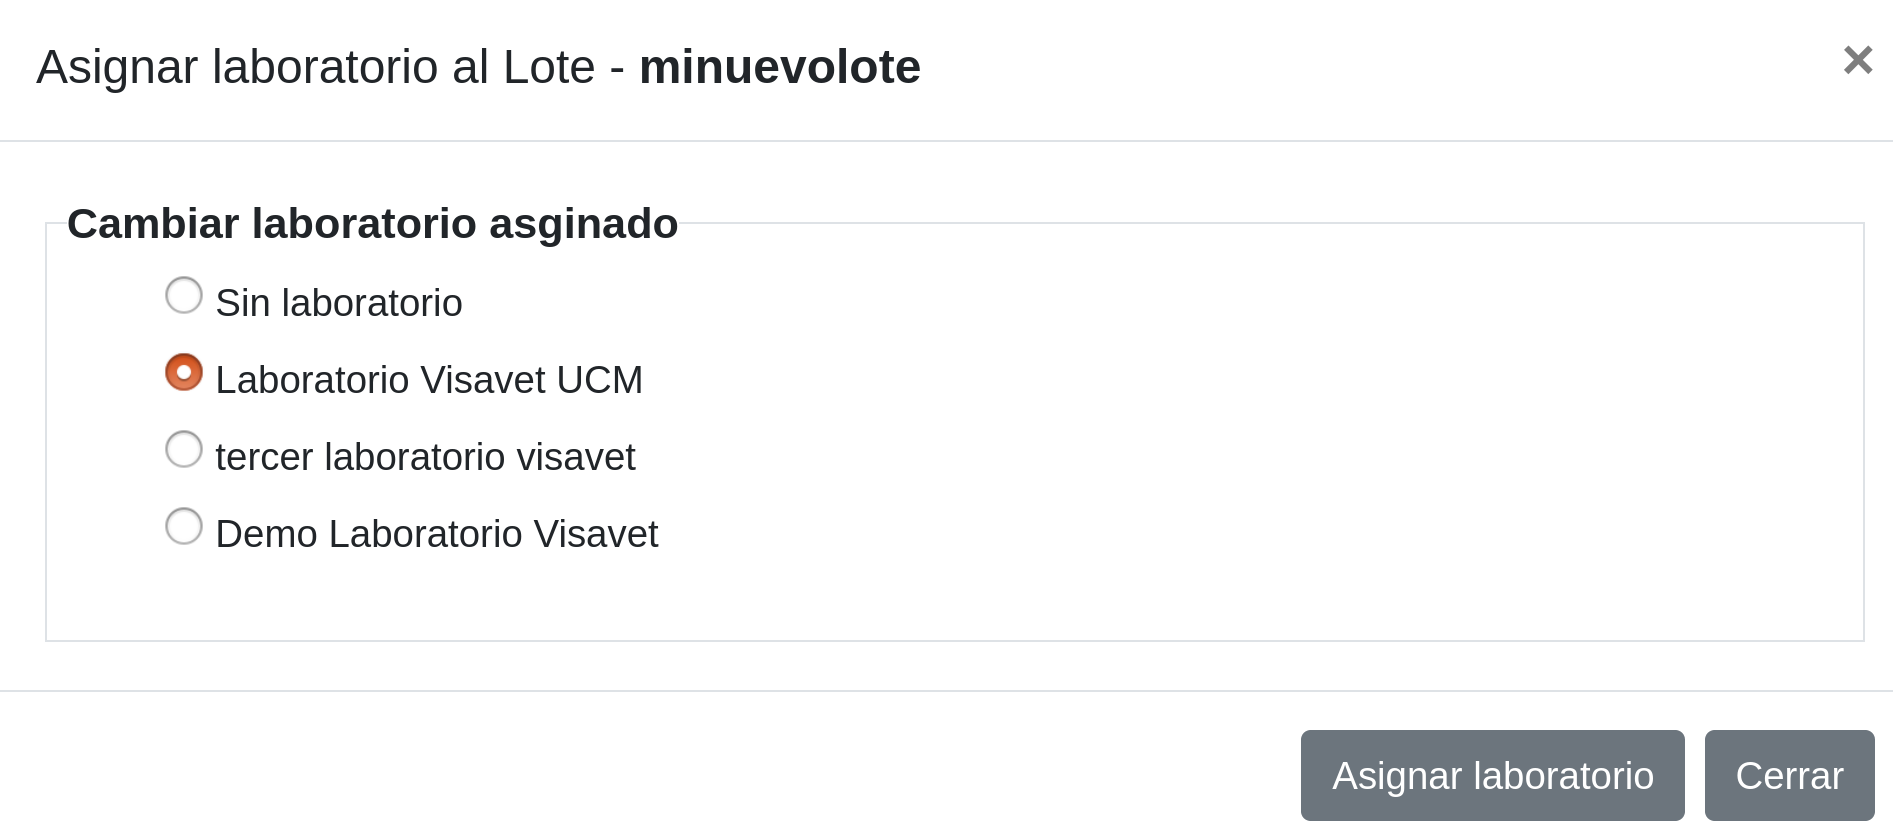 Asignar laboratorio al Lote - minuevolote
×
Cambiar laboratorio asginado
Sin laboratorio
Laboratorio Visavet UCM
tercer laboratorio visavet
Demo Laboratorio Visavet
Asignar laboratorio
Cerrar